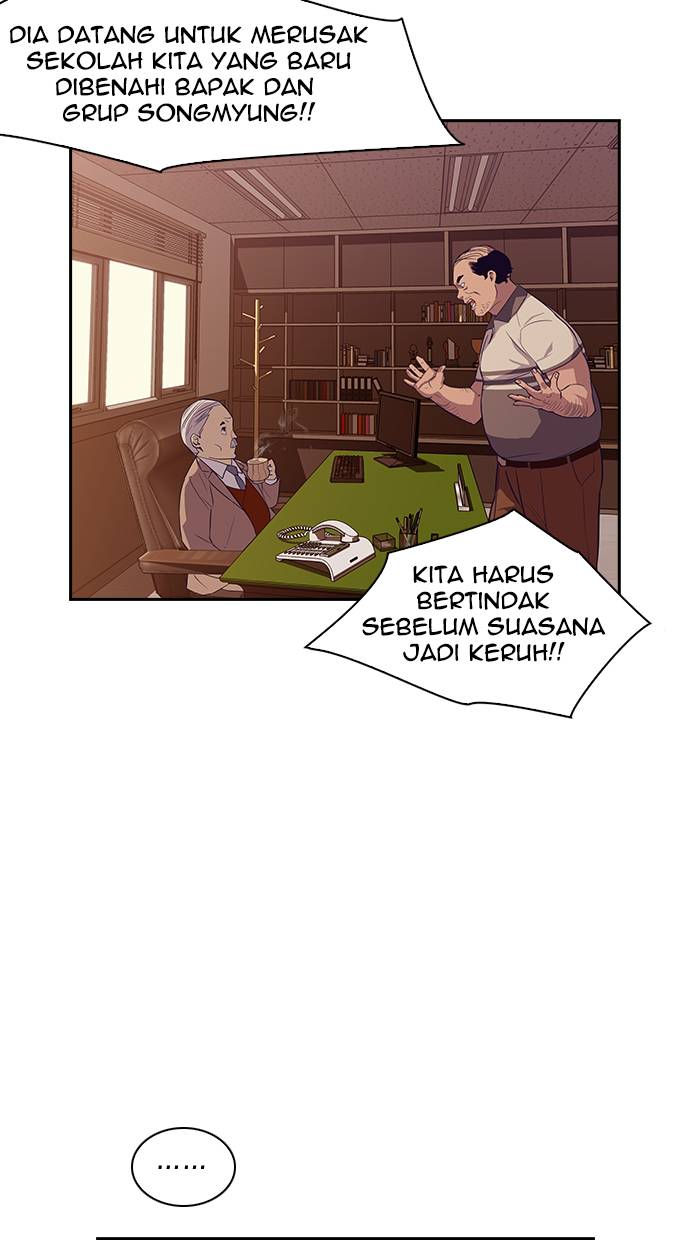 DIA DATANG UNTUK MERUSAK
SEKOLAH KITA YANG BARU
DIBENAHI BAPAK DAN
GRUP SONGMYUNG!!
KITA HARUS
BERTINDAK
SEBELUM SUASANA
JADI KERUH!!
......